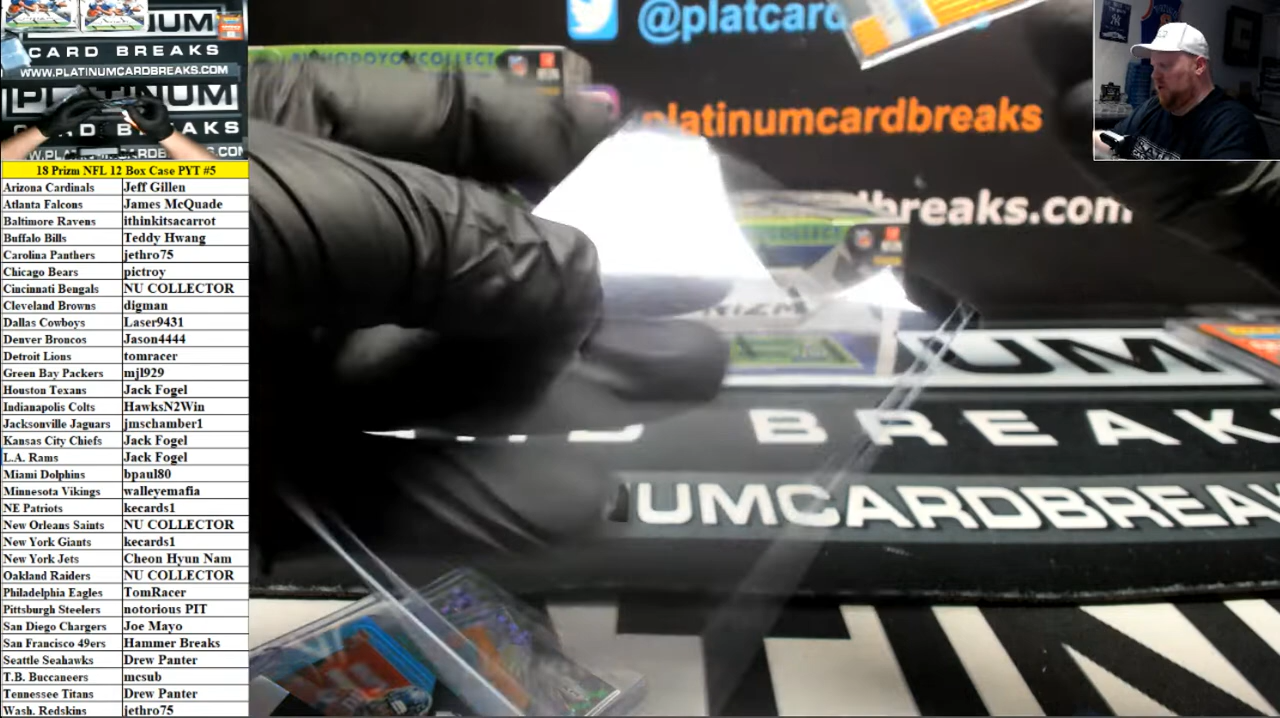 INUM
CARD BREAKS
WWW.PLATINUMCARDBREAKS.COM
PLATINUM
CARD BREAKS
18 Prizm NFL 12 Box Case PYT #5
Arizona Cardinals Jeff Gillen
Atlanta Falcons James McQuade
Baltimore Ravens ithinkitsacarrot
Buffalo Bills Teddy Hwang
Carolina Panthers jethro75
Chicago Bears pictroy
Cincinnati Bengals NU COLLECTOR
Cleveland Browns digman
Dallas Cowboys Laser9431
Denver Broncos Jason4444
Detroit Lions tomracer
Green Bay Packers mjl929
Houston Texans Jack Fogel
Indianapolis Colts HawksN2Win
Jacksonville Jaguars jmschamber1
Kansas City Chiefs Jack Fogel
L.A. Rams Jack Fogel
Miami Dolphins bpaul80
Minnesota Vikings walleyemafia
NE Patriots kecards1
New Orleans Saints NU COLLECTOR
New York Giants kecards1
New York Jets Cheon Hyun Nam
Oakland Raiders NU COLLECTOR
Philadelphia Eagles TomRacer
Pittsburgh Steelers notorious PIT
San Diego Chargers Joe Mayo
San Francisco 49ers Hammer Breaks
Seattle Seahawks Drew Panter
T.B. Buccaneers mcsub
Tennessee Titans Drew Panter
Wash. Redskins jethro75
@platcard
platinumcardbreaks
dbreaks.com
UM
BREAKS
UMCARDBREAK
TIN